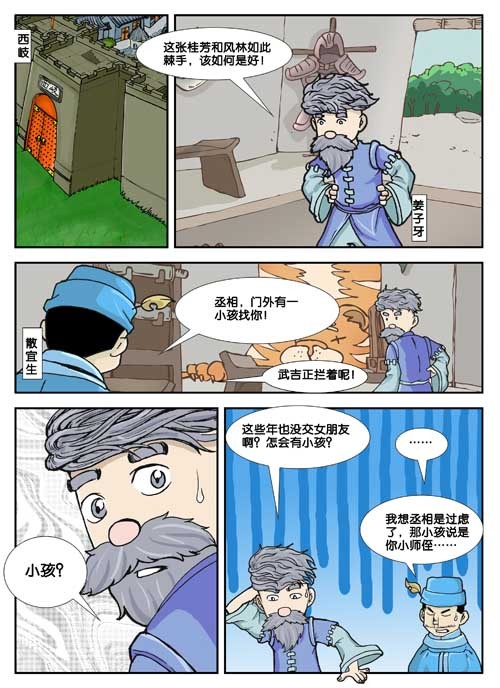 西岐
这张桂芳和风林如此
棘手，该如何是好！
姜子牙
散宜生
丞相，门外有一
小孩找你！
武吉正拦着呢！
小孩？
这些年也没交女朋友
啊？怎会有小孩？
……
我想丞相是过虑
了，那小孩说是
你小师侄……